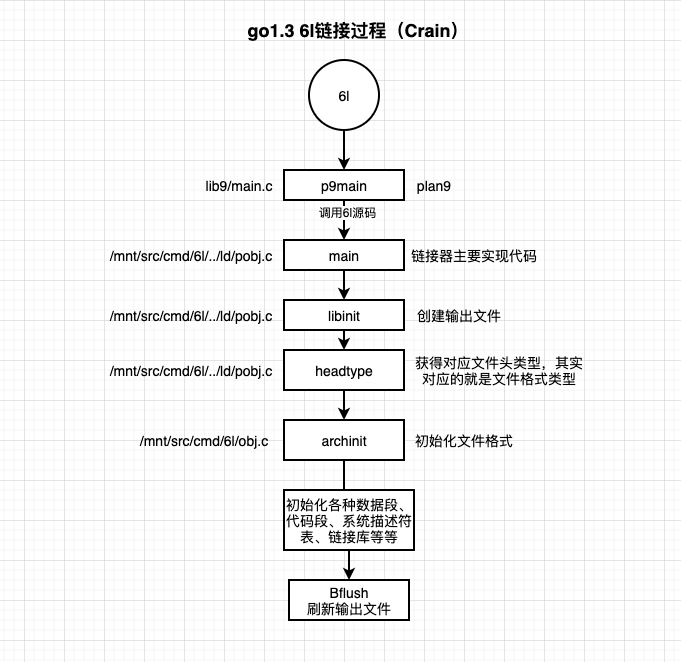 go1.3 6l链接过程（Crain）
6l
lib9/main.c
p9main
plan9
调用6l源码
/mnt/src/cmd/6l/../ld/pobj.c
main
链接器主要实现代码
/mnt/src/cmd/6l/../ld/pobj.c
libinit
创建输出文件
/mnt/src/cmd/6l/../ld/pobj.c
headtype
获得对应文件头类型，其实
对应的就是文件格式类型
/mnt/src/cmd/6l/obj.c
archinit
初始化文件格式
初始化各种数据段、
代码段、系统描述符
表、链接库等等
Bflush
刷新输出文件